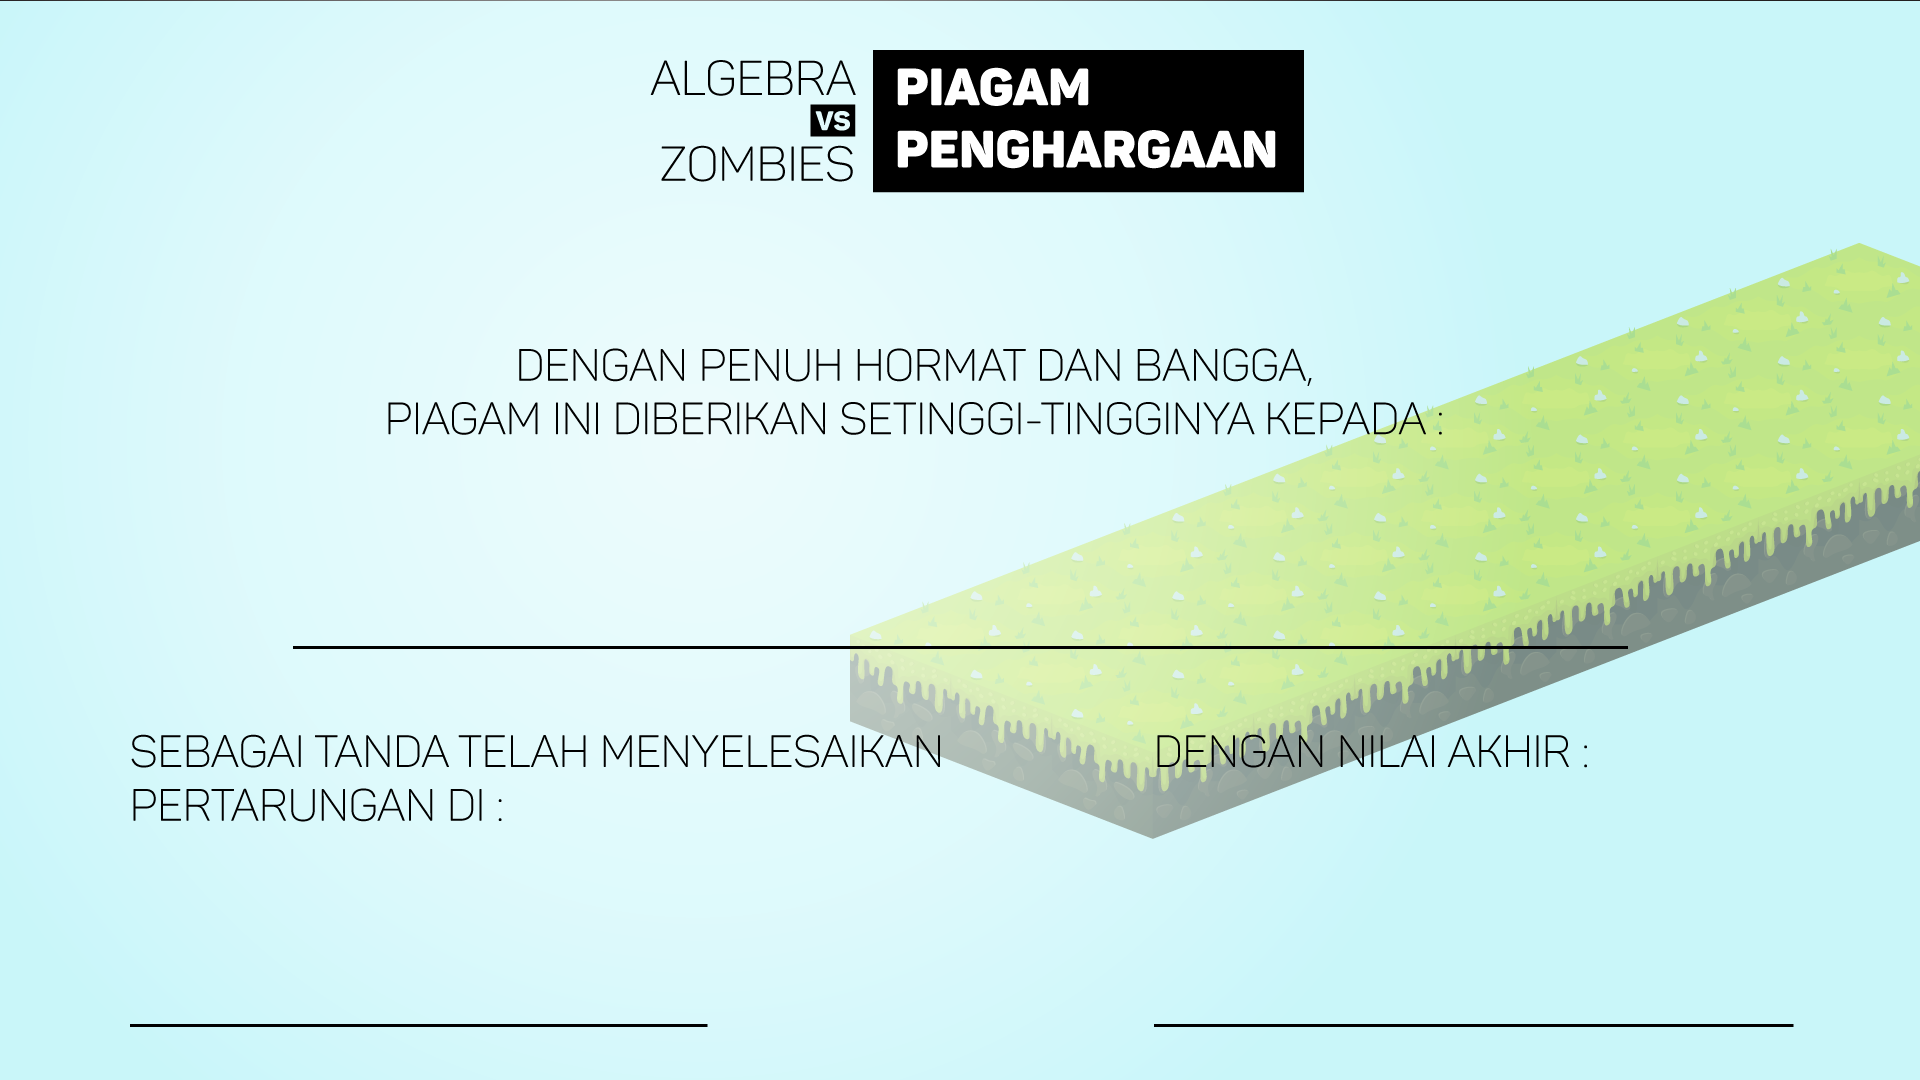 ALGEBRA
VS
ZOMBIES
PIAGAM
PENGHARGAAN
DENGAN PENUH HORMAT DAN BANGGA,
PIAGAM INI DIBERIKAN SETINGGI-TINGGINYA KEPADA :
SEBAGAI TANDA TELAH MENYELESAIKAN
PERTARUNGAN DI :
DENGAN NILAI AKHIR :